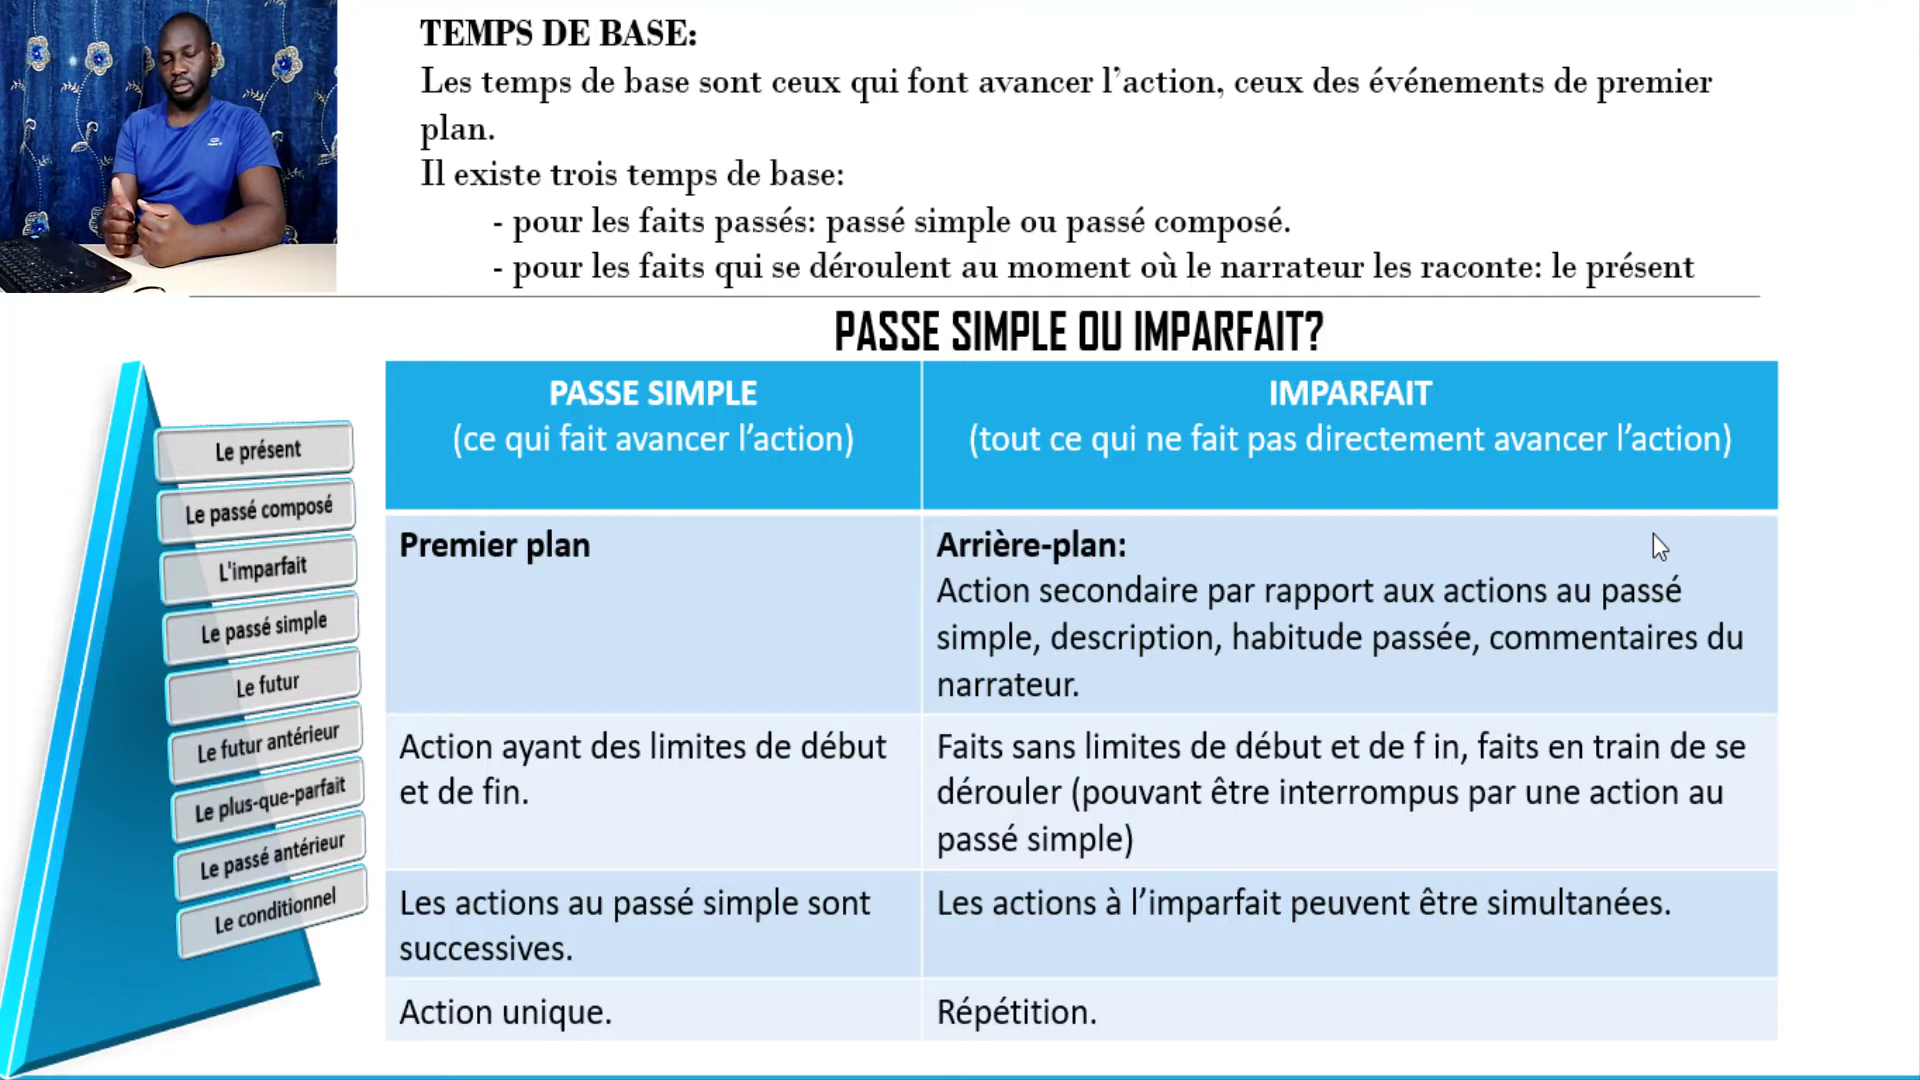 TEMPS DE BASE:
Les temps de base sont ceux qui font avancer l'action, ceux des événements de premier
plan.
Il existe trois temps de base:
- pour les faits passés: passé simple ou passé composé.
- pour les faits qui se déroulent au moment où le narrateur les raconte: le présent
PASSE SIMPLE OU IMPARFAIT?
Le présent
Le passé composé
L'imparfait
Le passé simple
Le futur
Le futur antérieur
Le plus-que-parfait
Le passé antérieur
Le conditionnel
PASSE SIMPLE
(ce qui fait avancer l'action)
IMPARFAIT
(tout ce qui ne fait pas directement avancer l'action)
Premier plan
Arrière-plan:
Action secondaire par rapport aux actions au passé
simple, description, habitude passée, commentaires du
narrateur.
Action ayant des limites de début
et de fin.
Faits sans limites de début et de f in, faits en train de se
dérouler (pouvant être interrompus par une action au
passé simple)
Les actions au passé simple sont
successives.
Les actions à l'imparfait peuvent être simultanées.
Action unique.
Répétition.